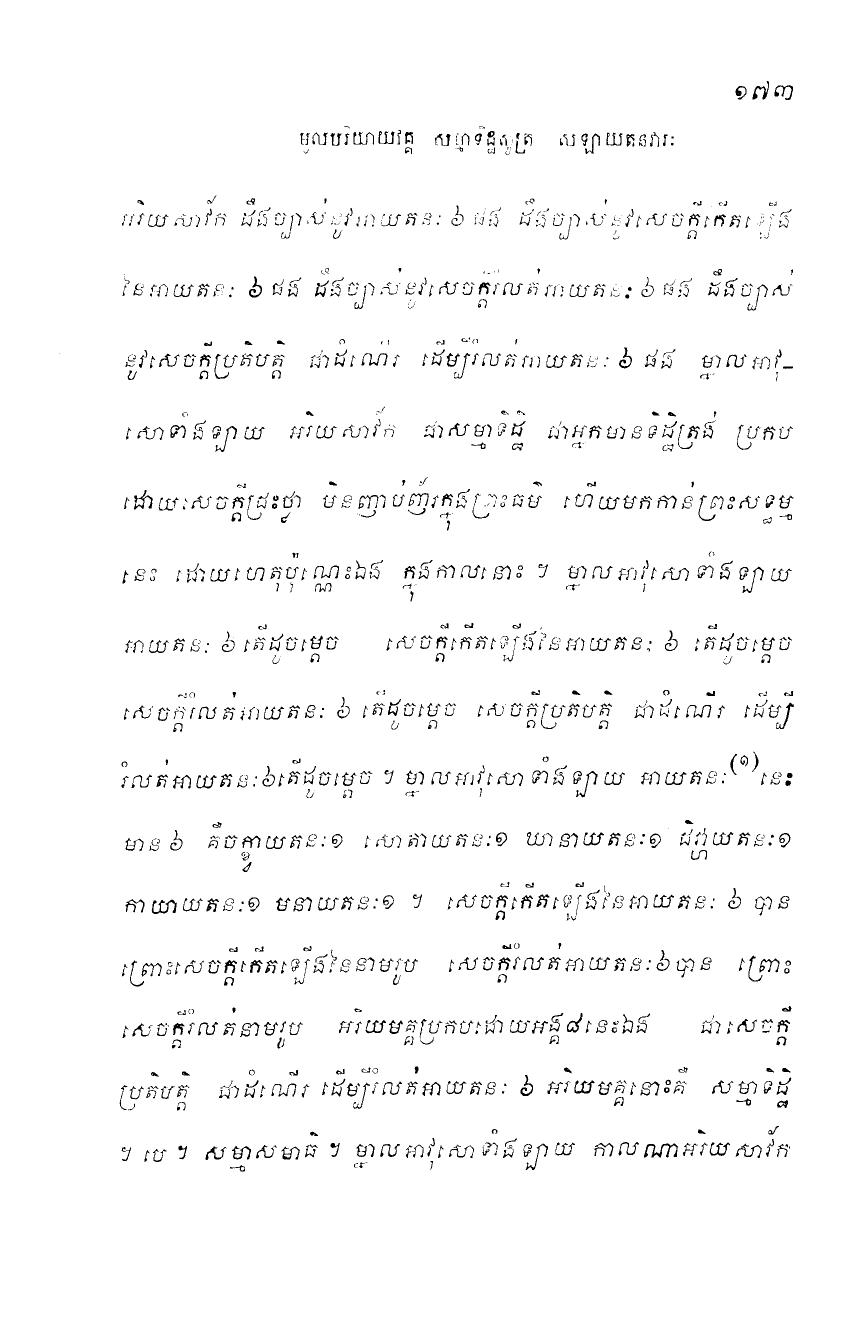 ១៧៣
មូលបរិយាយវគ្គ សម្មាទិដ្ឋិសូត្រ សឡាយតនវារៈ
អរិយសាវ័ក ដឹងច្បាស់នូវអាយតនៈ ៦ ផង ដឹងច្បាស់នូវសេចក្តីកើតឡើង
នៃអាយតនៈ ៦ ផង ដឹងច្បាស់នូវសេចក្តីរំលត់អាយតនៈ ៦ ផង ដឹងច្បាស់
នូវសេចក្តីប្រតិបត្តិ ជាដំណើរ ដើម្បីរំលត់អាយតនៈ ៦ ផង ម្នាលអាវុ-
សោទាំងឡាយ អរិយសាវ័ក ជាសម្មាទិដ្ឋិ ជាអ្នកមានទិដ្ឋិត្រង់ ប្រកប
ដោយសេចក្តីជ្រះថ្លា មិនញាប់ញ័រក្នុងព្រះធម៌ ហើយមកកាន់ព្រះសទ្ធម្ម
នេះ ដោយហេតុប៉ុណ្ណេះឯង ក្នុងកាលនោះ ។ ម្នាលអាវុសោទាំងឡាយ
អាយតនៈ ៦ តើដូចម្តេច សេចក្តីកើតឡើងនៃអាយតនៈ ៦ តើដូចម្តេច
សេចក្តីរំលត់អាយតនៈ ៦ តើដូចម្តេច សេចក្តីប្រតិបត្តិ ជាដំណើរ ដើម្បី
រំលត់អាយតនៈ៦តើដូចម្តេច ។ ម្នាលអាវុសោទាំងឡាយ អាយតនៈ(១)នេះ
មាន ៦ គឺចក្ខ្វាយតនៈ១ សោតាយតនៈ១ ឃានាយតនៈ១ ជិវ្ហាយតនៈ១
កាយាយតនៈ១ មនាយតនៈ១ ។ សេចក្តីកើតឡើងនៃអាយតនៈ ៦ បាន
ព្រោះសេចក្តីកើតឡើងនៃនាមរូប សេចក្តីរំលត់អាយតនៈ៦បាន ព្រោះ
សេចក្តីរំលត់នាមរូប អរិយមគ្គប្រកបដោយអង្គ៨នេះឯង ជាសេចក្តី
ប្រតិបត្តិ ជាដំណើរ ដើម្បីរំលត់អាយតនៈ ៦ អរិយមគ្គនោះគឺ សម្មាទិដ្ឋិ
។ បេ ។ សម្មាសមាធិ ។ ម្នាលអាវុសោទាំងឡាយ កាលណាអរិយសាវ័ក